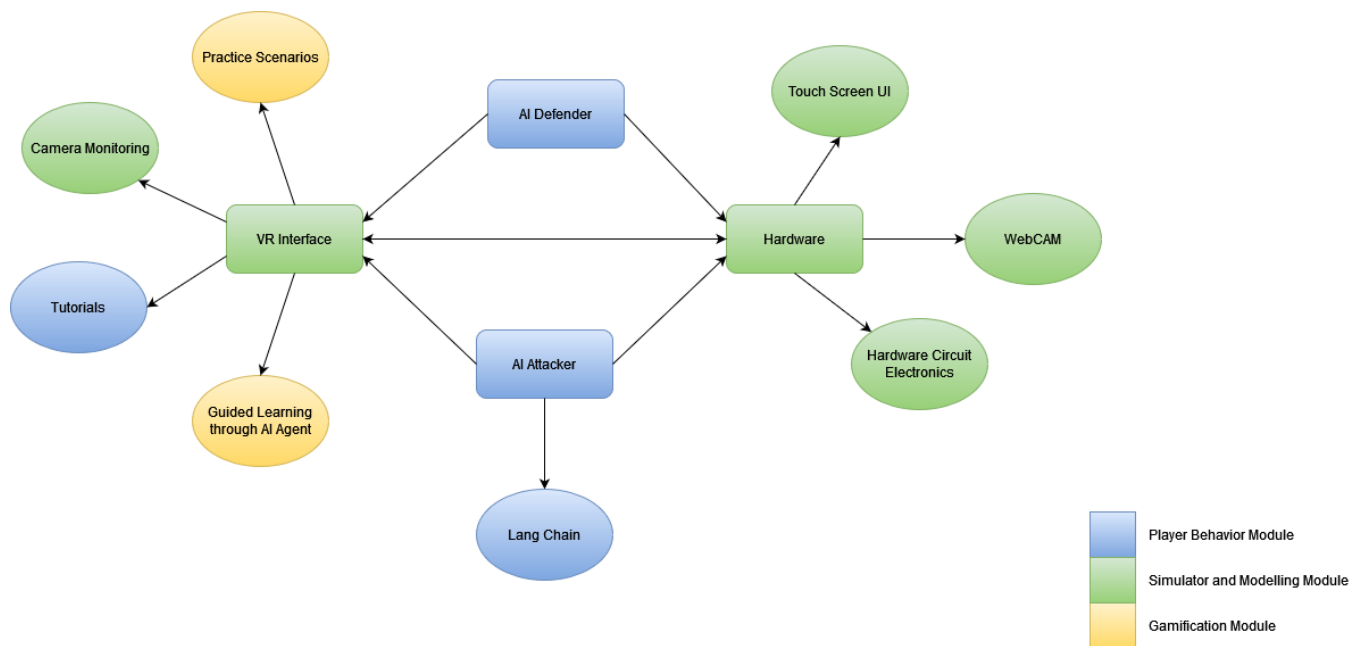 Practice Scenarios
AI Defender
Touch Screen UI
Camera Monitoring
VR Interface
Hardware
WebCAM
Tutorials
AI Attacker
Hardware Circuit
Electronics
Guided Learning
through AI Agent
Lang Chain
Player Behavior Module
Simulator and Modelling Module
Gamification Module